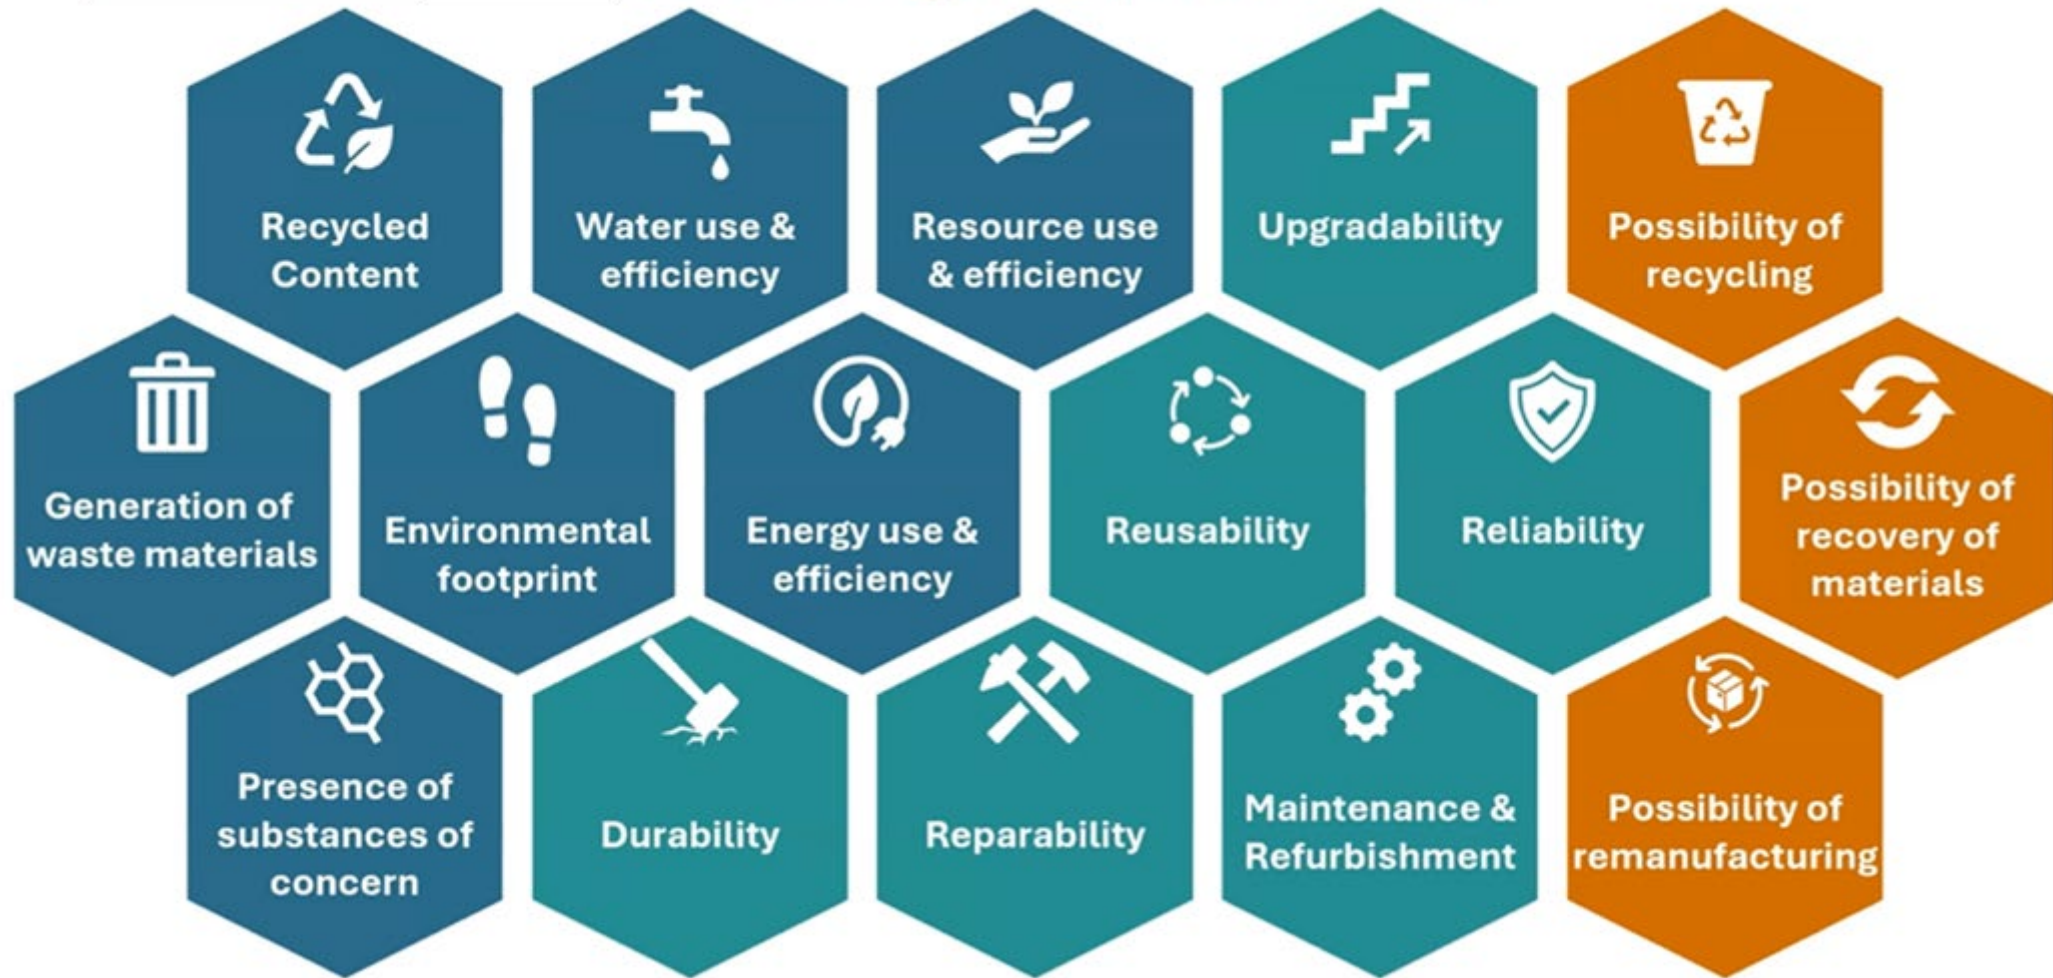 Recycled
Content
Water use &
efficiency
Resource use
& efficiency
Upgradability
Possibility of
recycling
Generation of
waste materials
Environmental
footprint
Energy use &
efficiency
Reusability
Reliability
Possibility of
recovery of
materials
Presence of
substances of
concern
Durability
Reparability
Maintenance &
Refurbishment
Possibility of
remanufacturing